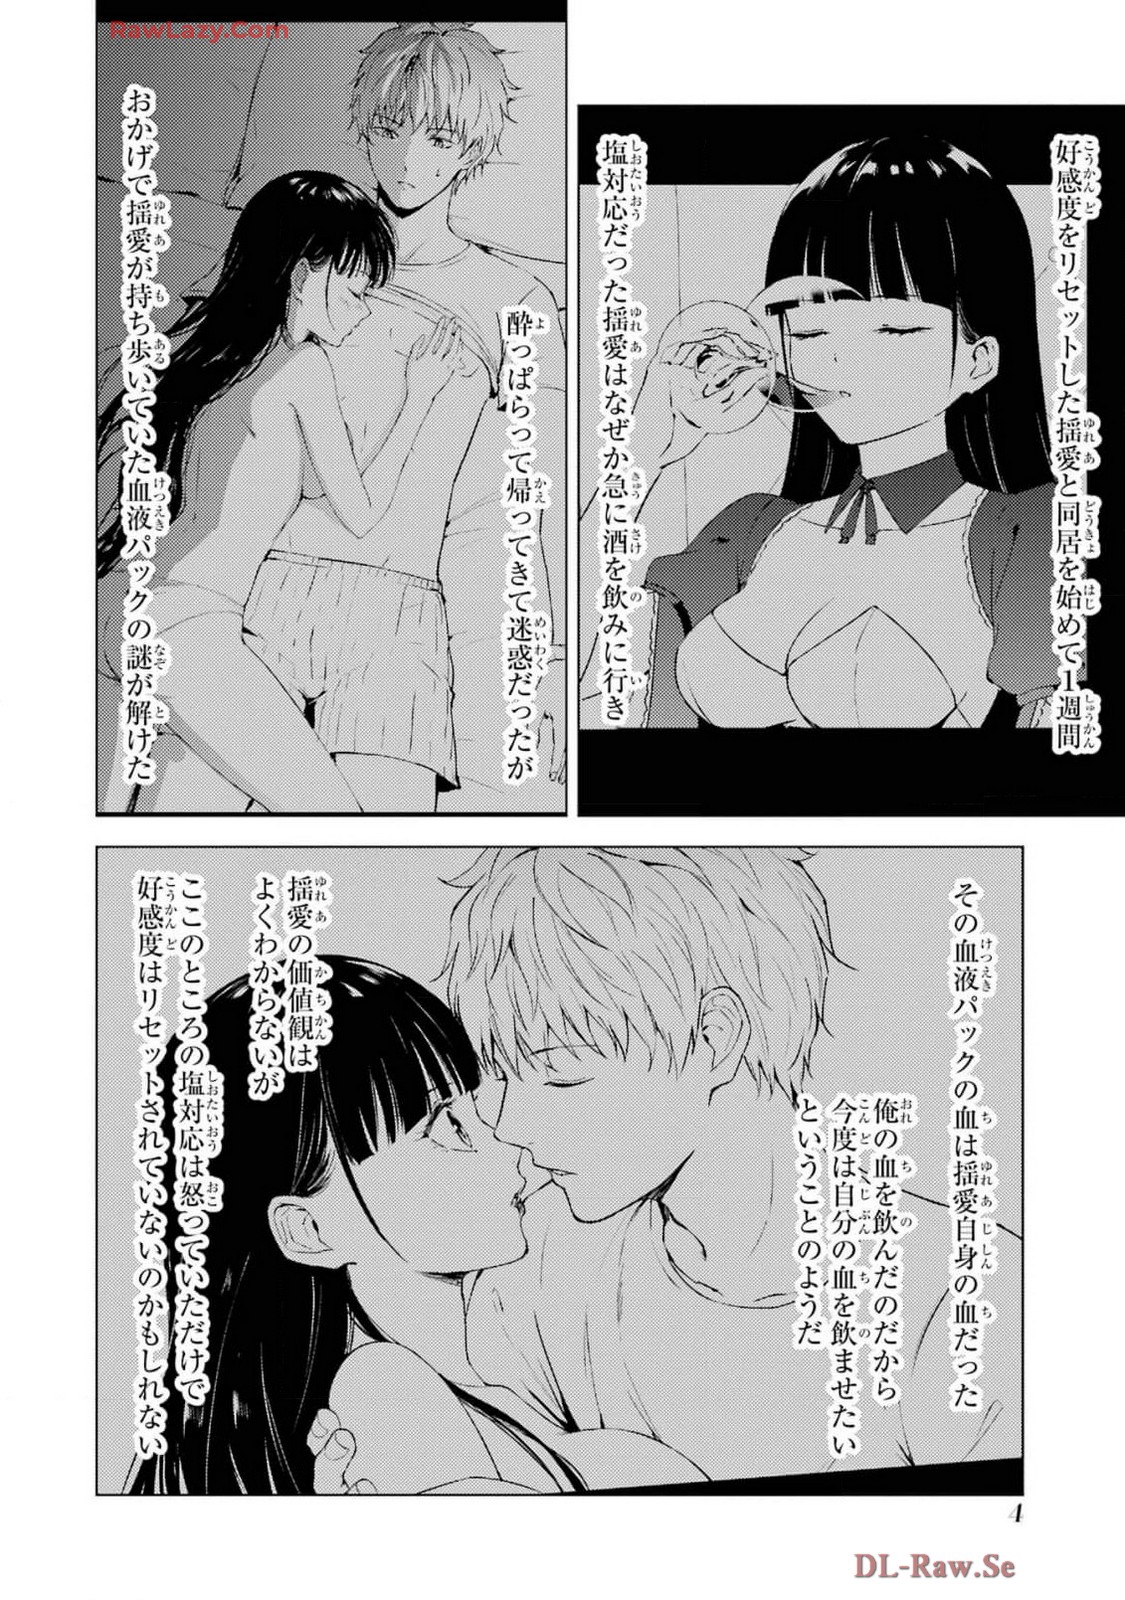 RawLazy.Com
好感度をリセットした揺愛と同居を始めて1週間
塩対応だった揺愛はなぜか急に酒を飲みに行き
酔っぱらって帰ってきて迷惑だったが
おかげで揺愛が持ち歩いていた血液パックの謎が解けた
その血液パックの血は揺愛自身の血だった
俺の血を飲んだのだから
今度は自分の血を飲ませたい
ということのようだ
揺愛の価値観は
よくわからないが
ここのところの塩対応は怒っていただけで
好感度はリセットされていないのかもしれない
4
DL-Raw.Se